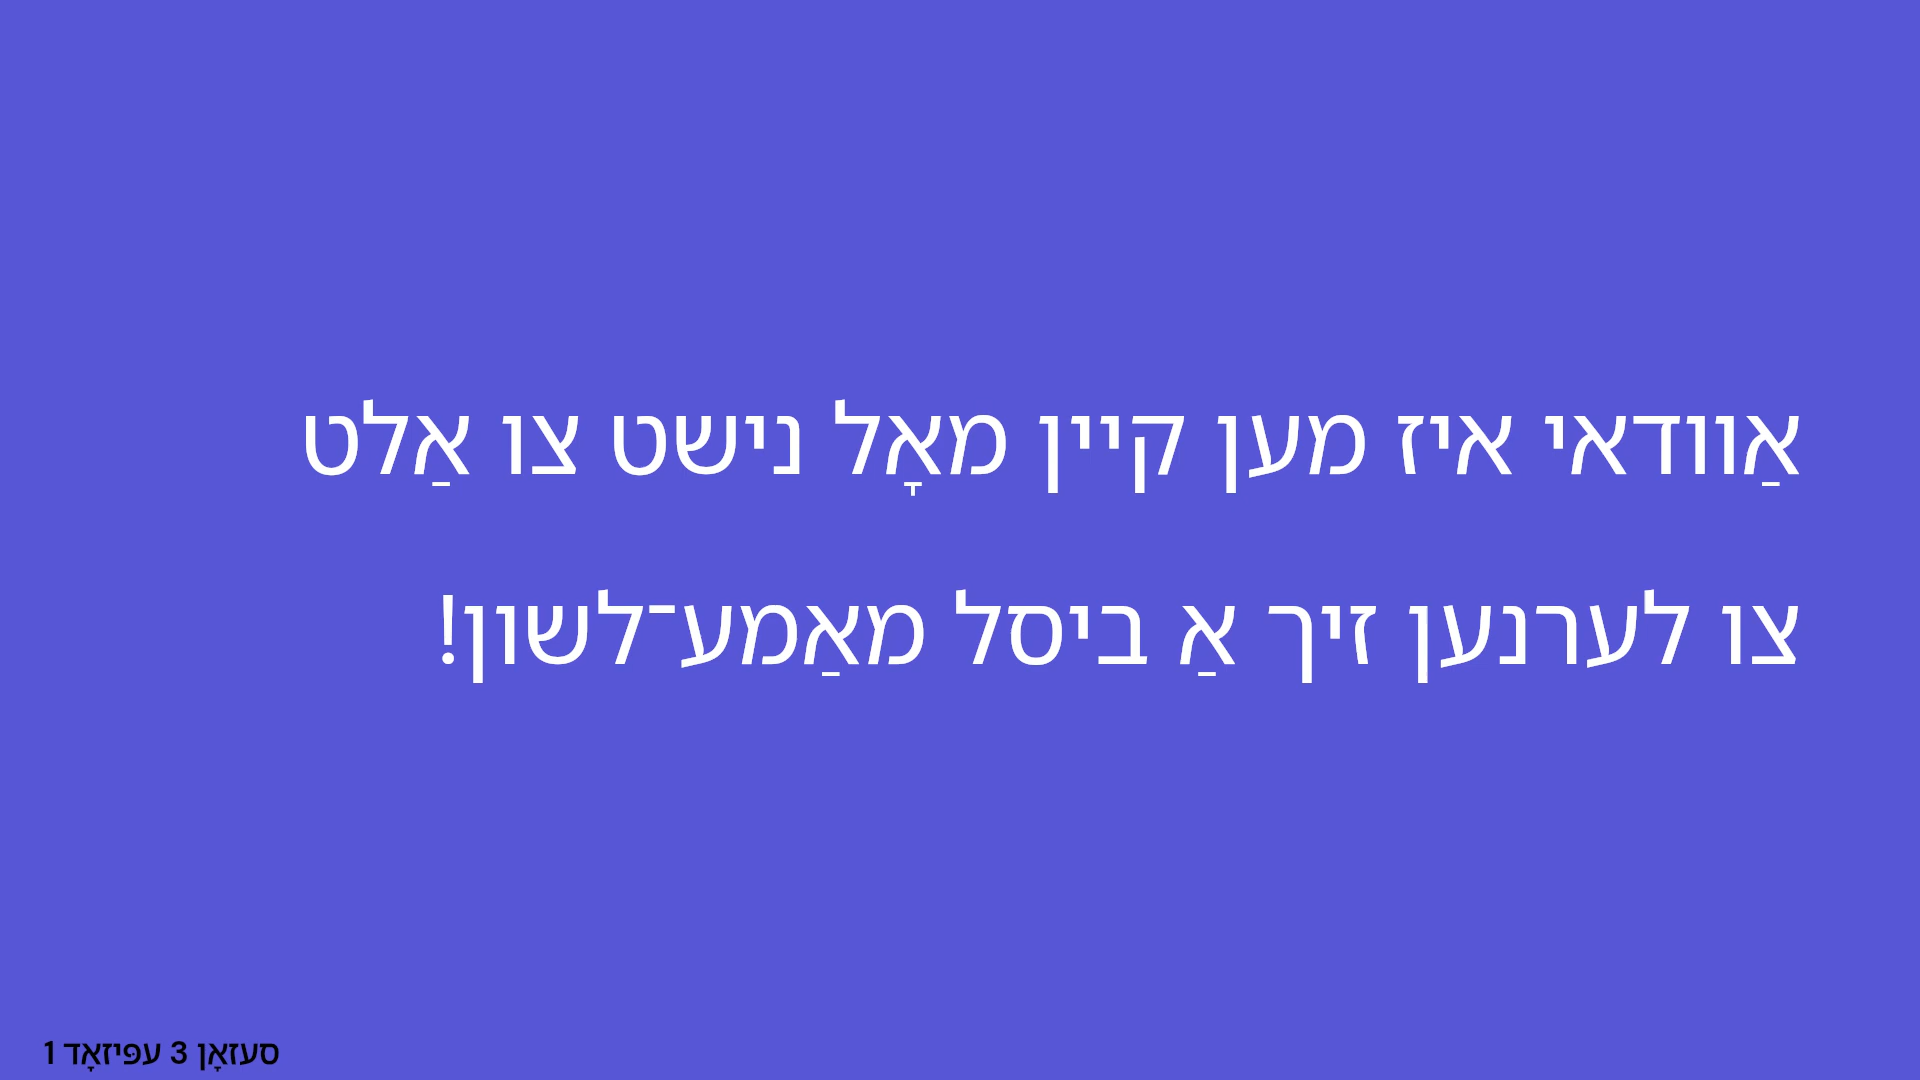 אַוודאי איז מען קיין מאָל נישט צו אַלט
צו לערנען זיך אַ ביסל מאַמע־לשון!
סעזאָן 3 עפּיזאָד 1